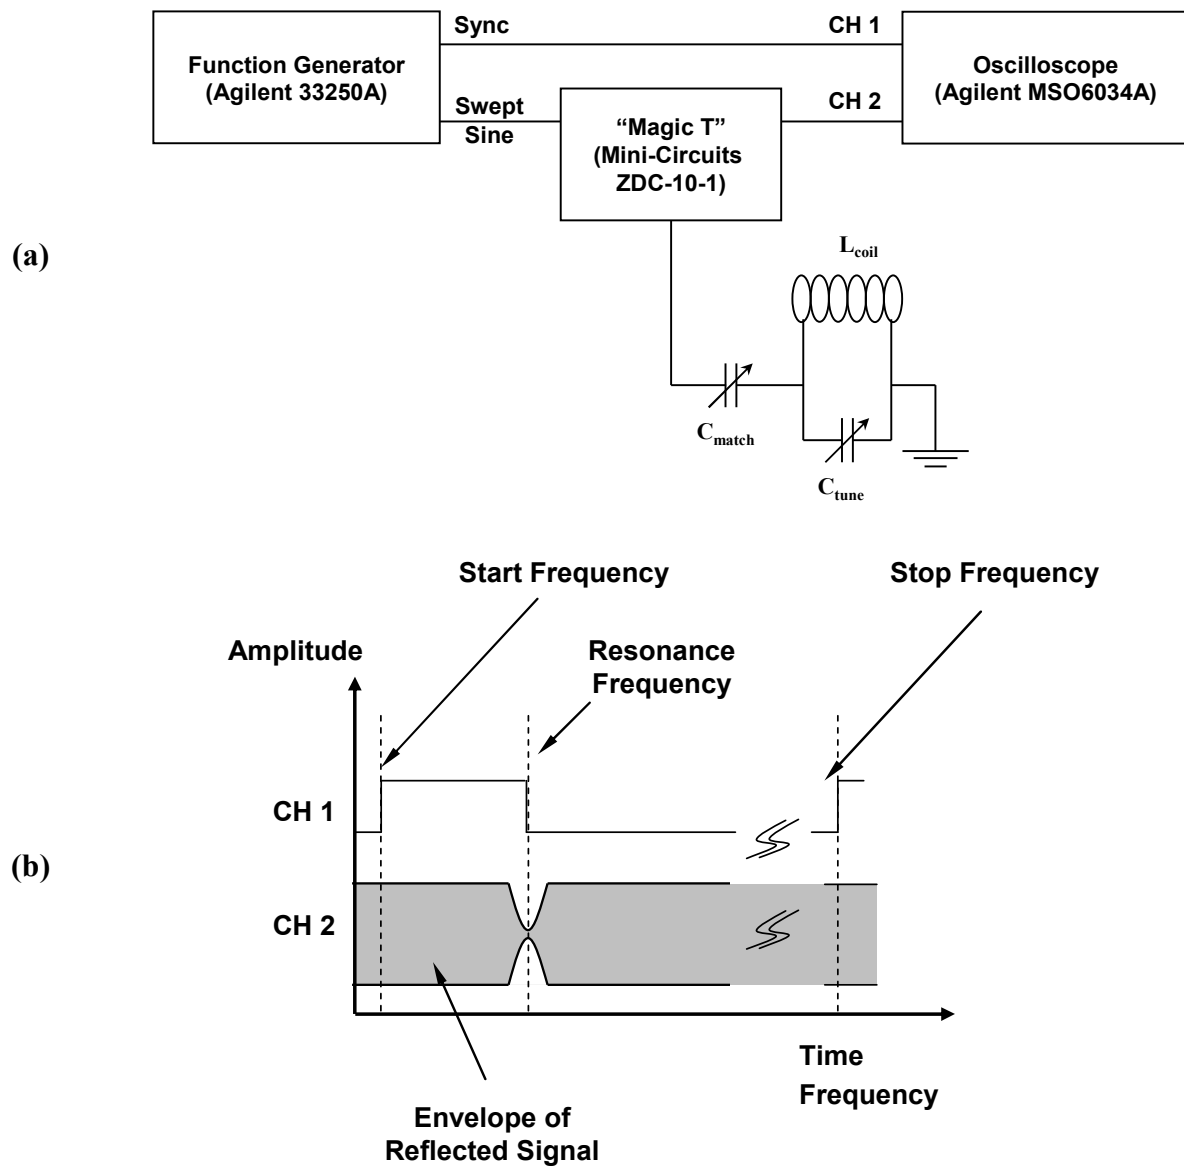 Sync
CH 1
Function Generator
(Agilent 33250A)
Oscilloscope
(Agilent MSO6034A)
Swept
Sine
CH 2
“Magic T”
(Mini-Circuits
ZDC-10-1)
(a)
Lcoil
Cmatch
Ctune
Start Frequency
Stop Frequency
Amplitude
Resonance
Frequency
CH 1
(b)
CH 2
Time
Frequency
Envelope of
Reflected Signal